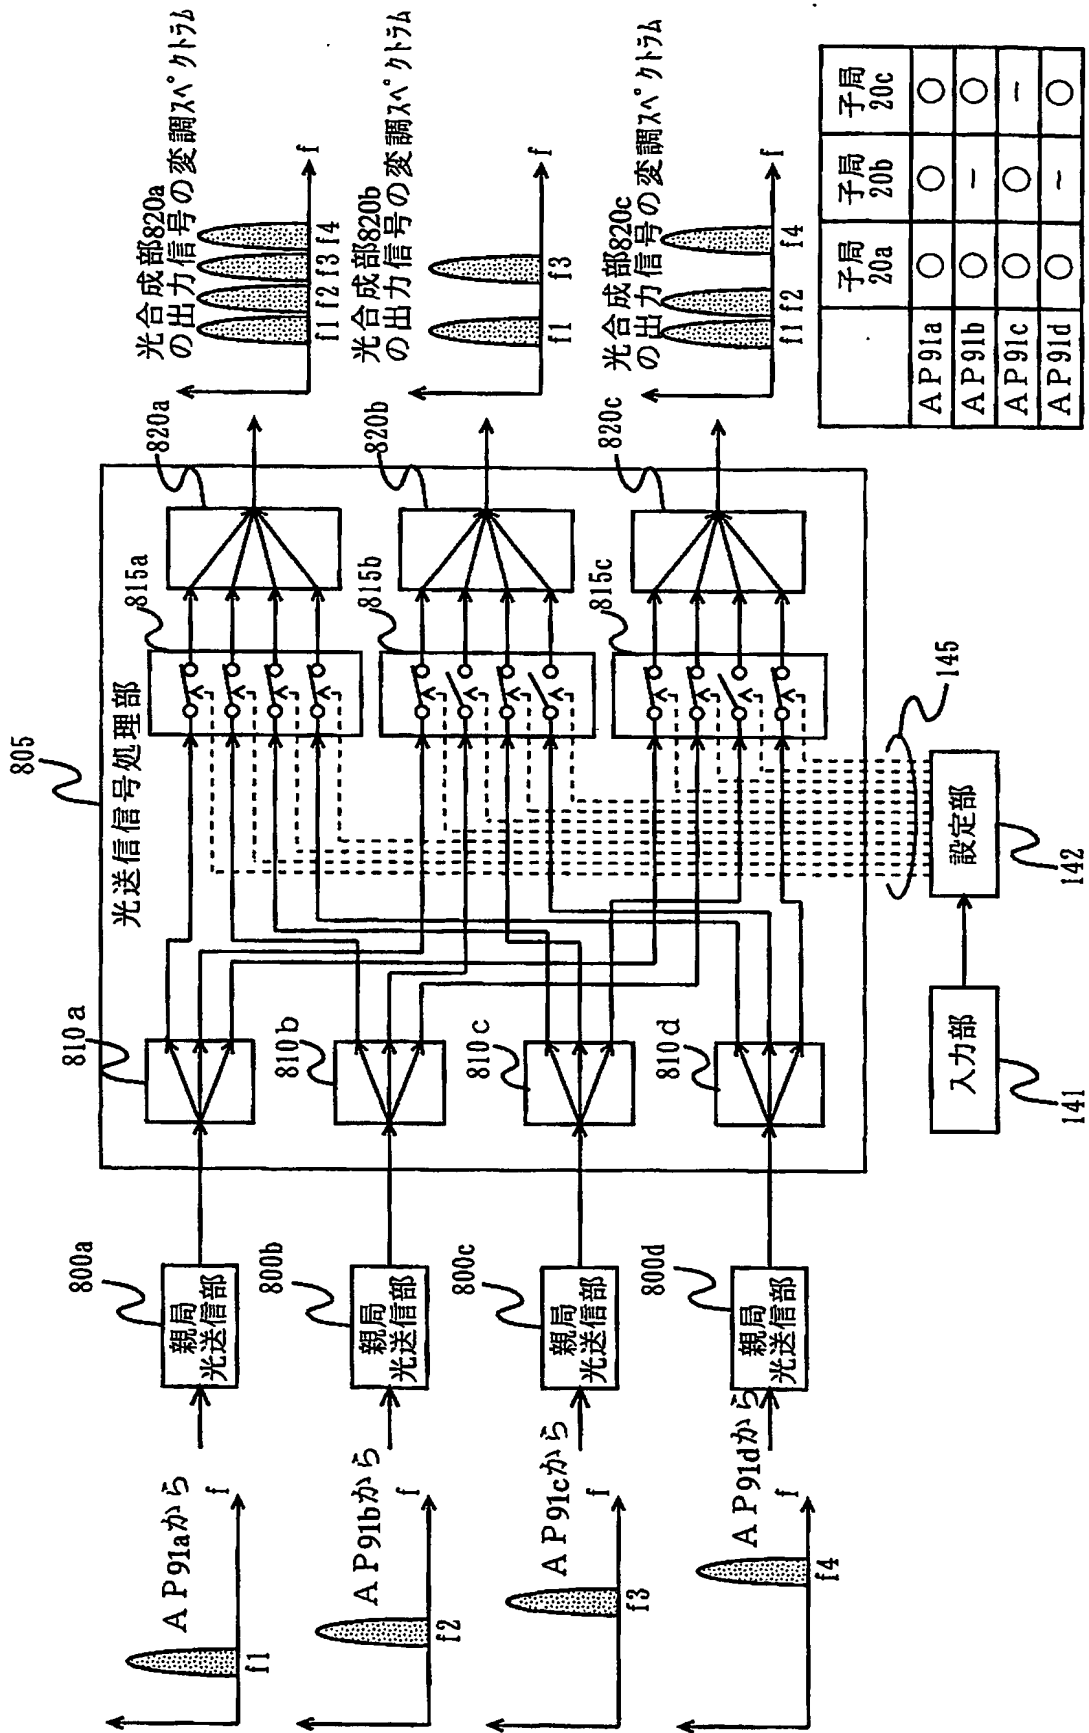 805
光送信信号処理部
AP91aから
f
f1
AP91bから
f
f2
AP91cから
f
f3
AP91dから
f
f4
800a
親局
光送信部
800b
親局
光送信部
800c
親局
光送信部
800d
親局
光送信部
810a
810b
810c
810d
815a
815b
815c
820a
820b
820c
光合成部820a
の出力信号の変調スペクトラム
f1 f2 f3 f4
f
光合成部820b
の出力信号の変調スペクトラム
f1 f3
f
光合成部820c
の出力信号の変調スペクトラム
f1 f2 f4
f
入力部
141
設定部
142
145
子局20a 子局20b 子局20c
AP91a ○ ○ ○
AP91b ○ − ○
AP91c ○ ○ −
AP91d ○ − ○